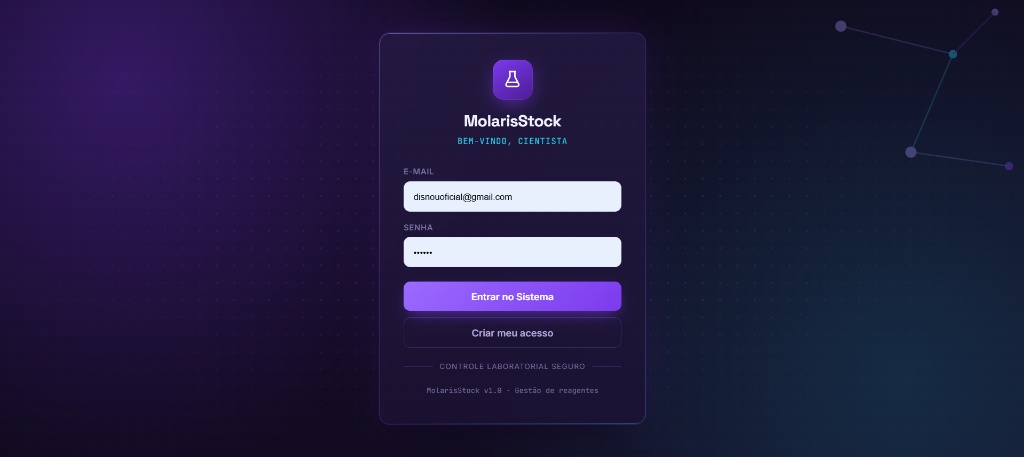 MolarisStock
BEM-VINDO, CIENTISTA
E-MAIL
disnouoficial@gmail.com
SENHA
••••••
Entrar no Sistema
Criar meu acesso
CONTROLE LABORATORIAL SEGURO
MolarisStock v1.0 - Gestão de reagentes